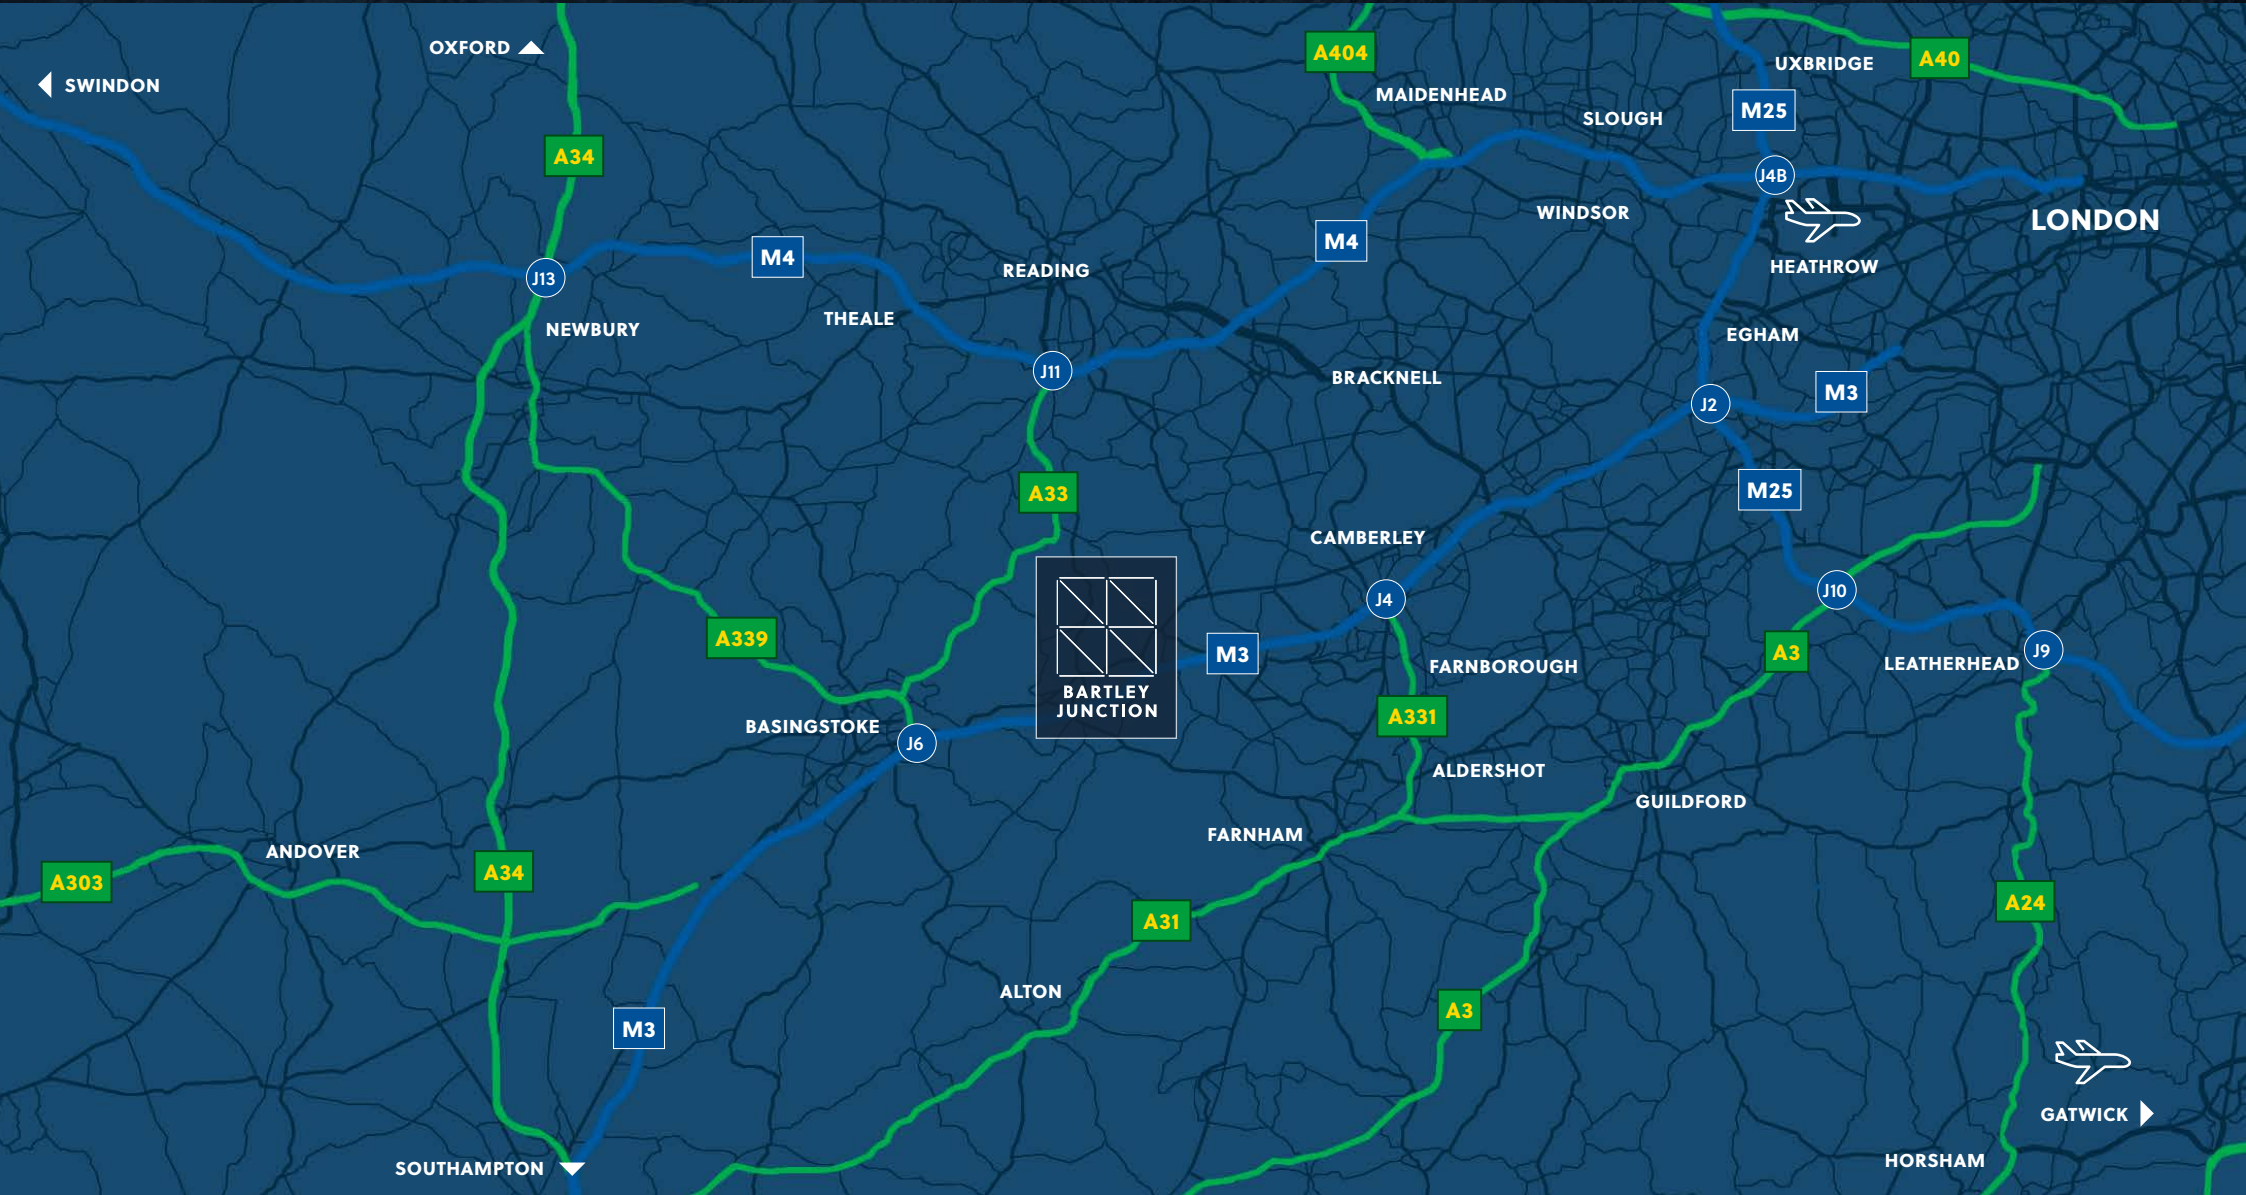 OXFORD
SWINDON
A404
A40
UXBRIDGE
MAIDENHEAD
M25
SLOUGH
A34
J4B
WINDSOR
LONDON
M4
M4
HEATHROW
READING
J13
THEALE
NEWBURY
EGHAM
J11
BRACKNELL
M3
J2
A33
M25
CAMBERLEY
J10
J4
A339
M3
A3
J9
LEATHERHEAD
FARNBOROUGH
BARTLEY
JUNCTION
A331
BASINGSTOKE
J6
ALDERSHOT
GUILDFORD
FARNHAM
ANDOVER
A34
A303
A24
A31
ALTON
A3
M3
GATWICK
HORSHAM
SOUTHAMPTON